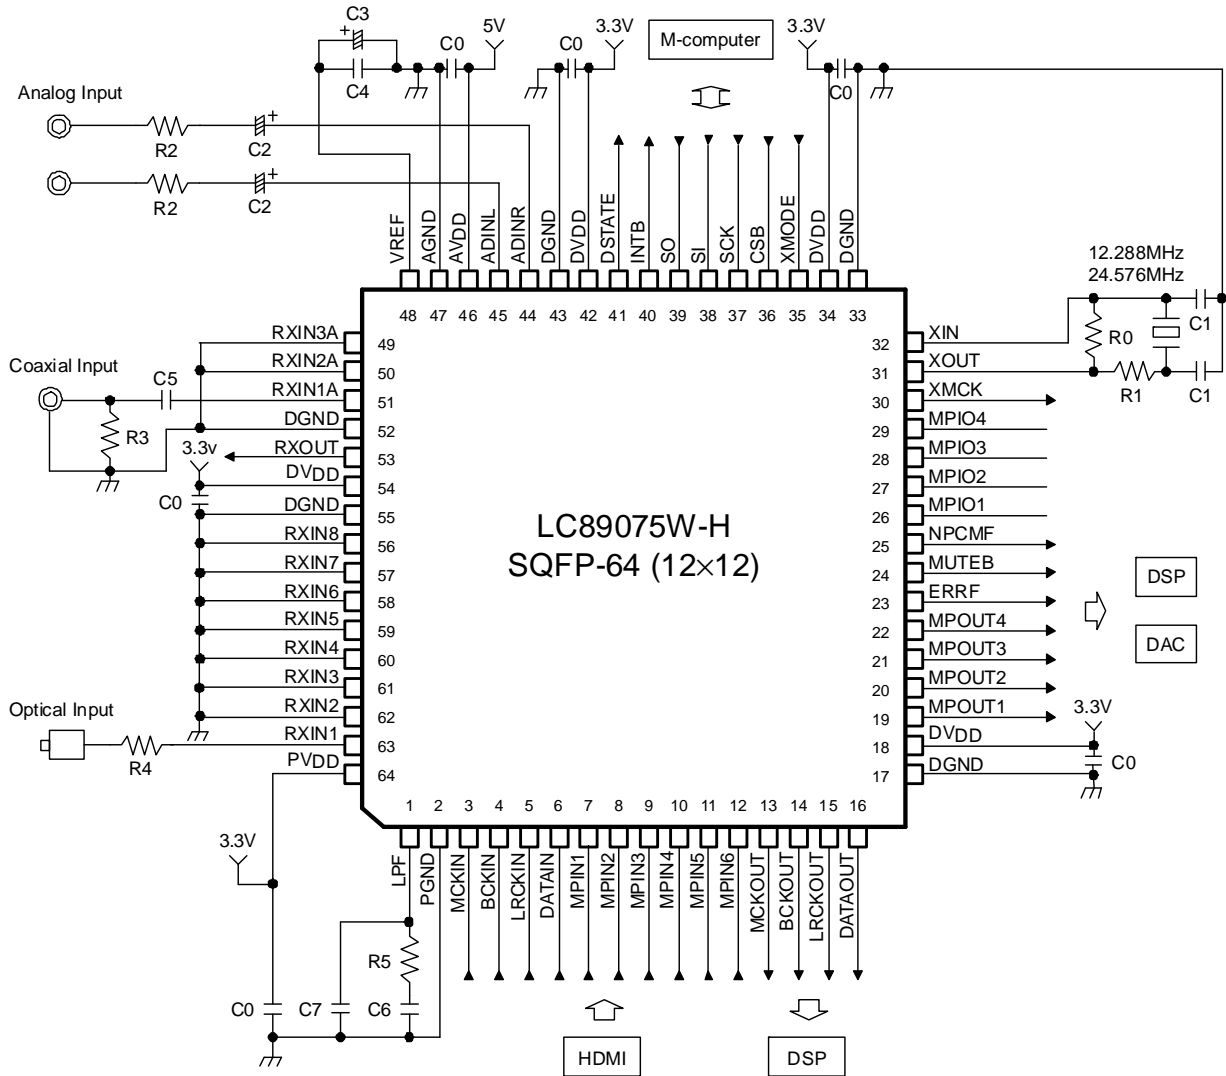 C3
+
C4
C0
5V
C0
3.3V
M-computer
3.3V
C0
Analog Input
R2
C2
+
R2
C2
+
VREF
AGND
AVDD
ADINL
ADINR
DGND
DVDD
DSTATE
INTB
SO
SI
SCK
CSB
XMODE
DVDD
DGND
48 47 46 45 44 43 42 41 40 39 38 37 36 35 34 33
12.288MHz
24.576MHz
C1
R0
R1
C1
RXIN3A 49
RXIN2A 50
RXIN1A 51
DGND 52
RXOUT 53
DVDD 54
DGND 55
RXIN8 56
RXIN7 57
RXIN6 58
RXIN5 59
RXIN4 60
RXIN3 61
RXIN2 62
RXIN1 63
PVDD 64
Coaxial Input
C5
R3
3.3v
C0
Optical Input
R4
LC89075W-H
SQFP-64 (12×12)
32 XIN
31 XOUT
30 XMCK
29 MPIO4
28 MPIO3
27 MPIO2
26 MPIO1
25 NPCMF
24 MUTEB
23 ERRF
22 MPOUT4
21 MPOUT3
20 MPOUT2
19 MPOUT1
18 DVDD
17 DGND
DSP
DAC
3.3V
C0
1 2 3 4 5 6 7 8 9 10 11 12 13 14 15 16
LPF
PGND
MCKIN
BCKIN
LRCKIN
DATAIN
MPIN1
MPIN2
MPIN3
MPIN4
MPIN5
MPIN6
MCKOUT
BCKOUT
LRCKOUT
DATAOUT
3.3V
R5
C0
C7
C6
HDMI
DSP